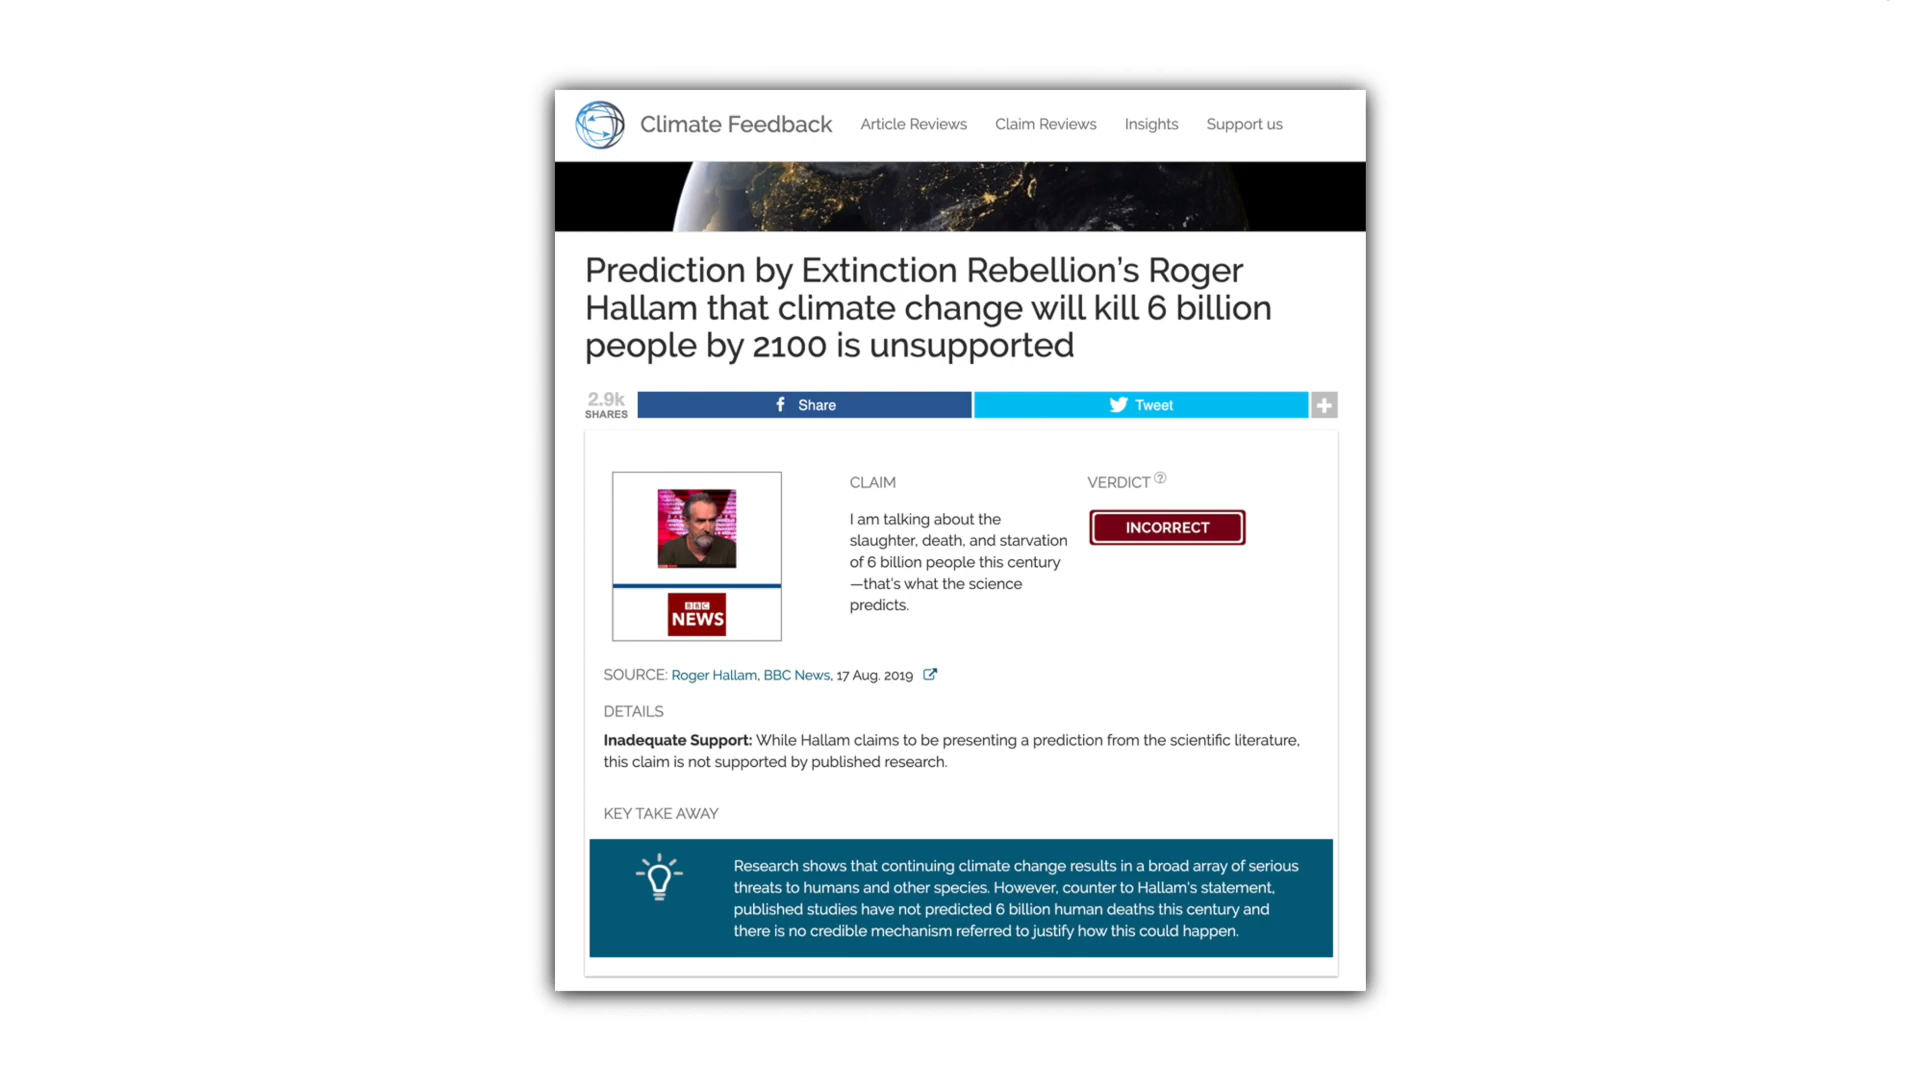 Climate Feedback Article Reviews Claim Reviews Insights Support us
Prediction by Extinction Rebellion's Roger
Hallam that climate change will kill 6 billion
people by 2100 is unsupported
2.9k
SHARES
Share
Tweet
CLAIM
I am talking about the
slaughter, death, and starvation
of 6 billion people this century
—that's what the science
predicts.
VERDICT ?
INCORRECT
BBC
NEWS
SOURCE: Roger Hallam, BBC News, 17 Aug. 2019
DETAILS
Inadequate Support: While Hallam claims to be presenting a prediction from the scientific literature,
this claim is not supported by published research.
KEY TAKE AWAY
Research shows that continuing climate change results in a broad array of serious
threats to humans and other species. However, counter to Hallam's statement,
published studies have not predicted 6 billion human deaths this century and
there is no credible mechanism referred to justify how this could happen.